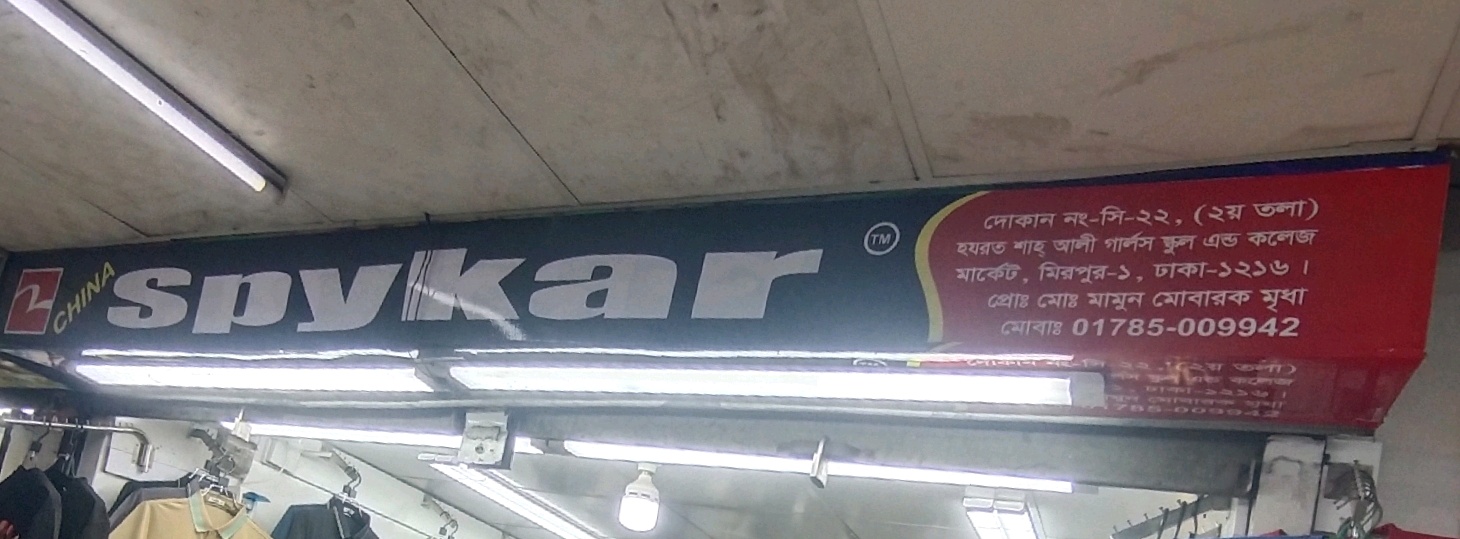 CHINA
spykar
TM
দোকান নং-সি-২২, (২য় তলা)
হযরত শাহ্ আলী গার্লস স্কুল এন্ড কলেজ
মার্কেট, মিরপুর-১, ঢাকা-১২১৬।
প্রোঃ মোঃ মামুন মোবারক মৃধা
মোবাঃ 01785-009942